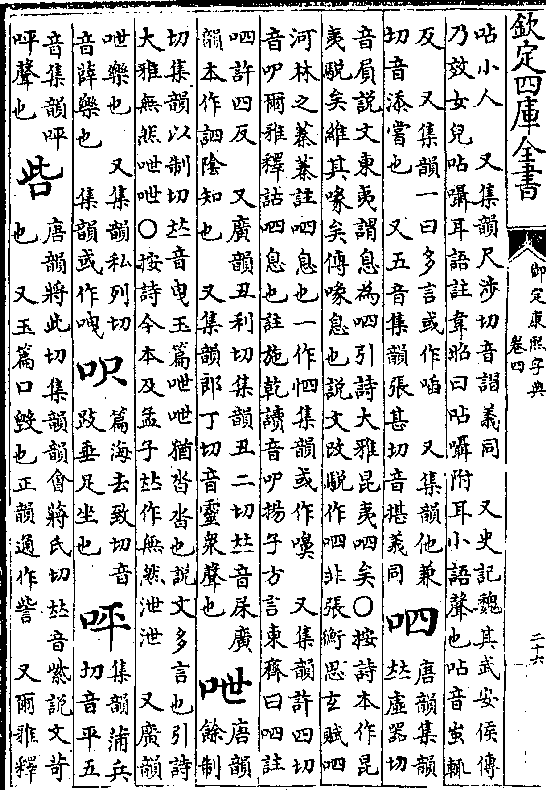 欽定四庫全書
御定康熙字典
卷四
二十六
呫小人　又集韻尺涉切音謵義同　又史記魏其武安侯傳
乃效女兒呫囁耳語註韋昭曰呫囁附耳小語聲也呫音蚩輒
反　又集韻一曰多言或作喢　又集韻他兼
切音添嘗也　又五音集韻張甚切音揕義同
呬
唐韻集韻
𠀤虛器切
音屓說文東夷謂息為呬引詩大雅昆夷呬矣○按詩本作昆
夷駾矣維其喙矣傳喙息也說文改駾作呬非張衡思玄賦呬
河林之蓁蓁註呬息也一作怬集韻或作嚊　又集韻許四切
音叩爾雅釋詁呬息也註施乾讀音叩揚子方言東齊曰呬註
呬許四反　又廣韻丑利切集韻丑二切𠀤音屎廣
韻本作訵陰知也　又集韻郎丁切音靈衆聲也
呭
唐韻
餘制
切集韻以制切𠀤音曳玉篇呭呭猶沓沓也說文多言也引詩
大雅無然呭呭○按詩今本及孟子𠀤作無然泄泄　又廣韻
呭樂也　又集韻私列切
音薛樂也　集韻或作
呎
篇海去致切音
跂垂足坐也
呯
集韻蒲兵
切音平五
音集韻呯
呯聲也
呰
唐韻將此切集韻韻會蔣氏切𠀤音紫說文苛
也　又玉篇口毀也正韻通作訾　又爾雅釋